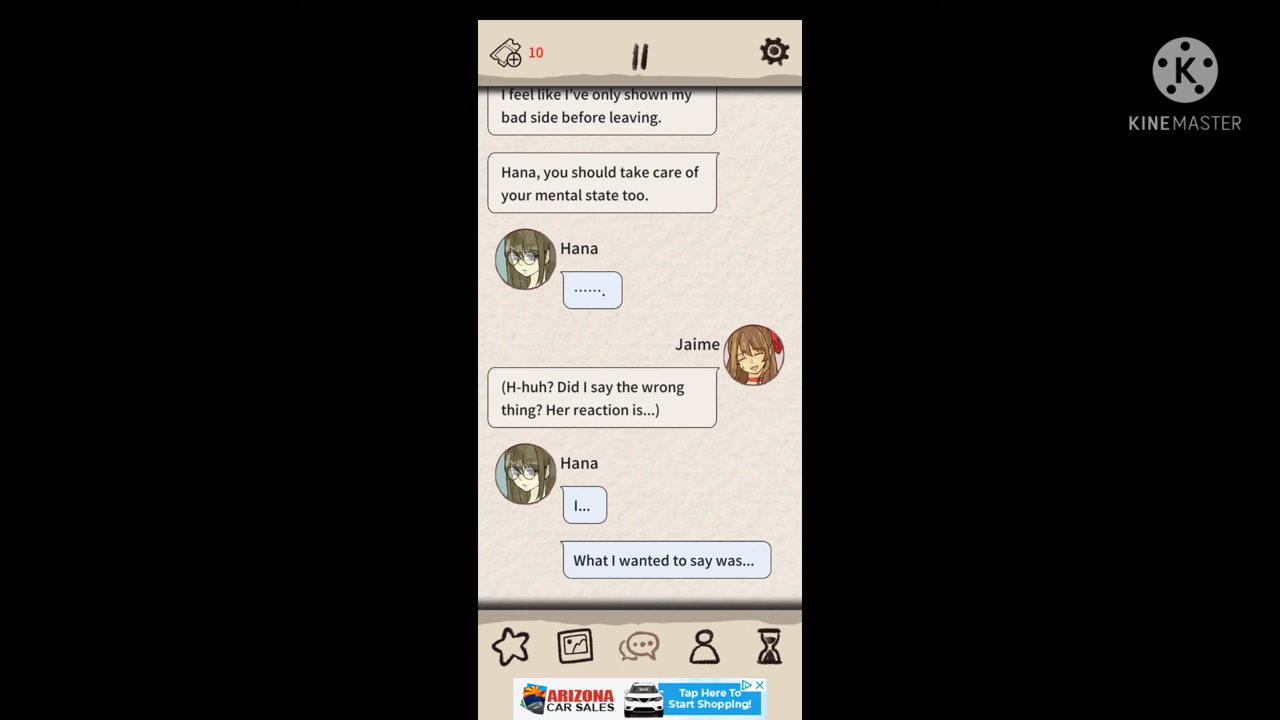 10
K
KINEMASTER
I feel like I've only shown my
bad side before leaving.
Hana, you should take care of
your mental state too.
Hana
…….
Jaime
(H-huh? Did I say the wrong
thing? Her reaction is...)
Hana
I...
What I wanted to say was...
ARIZONA
CAR SALES
Tap Here To
Start Shopping!